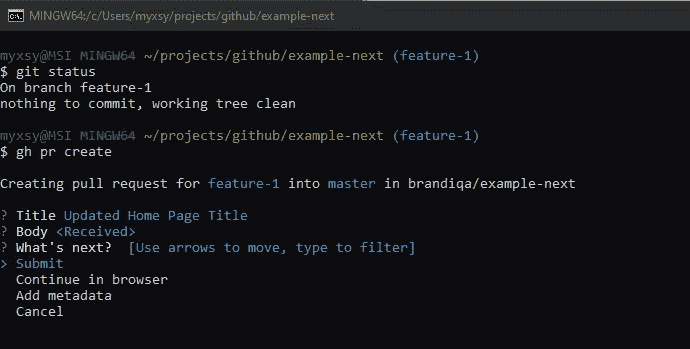 MINGW64:/c/Users/myxsy/projects/github/example-next
myxsy@MSI MINGW64 ~/projects/github/example-next (feature-1)
$ git status
On branch feature-1
nothing to commit, working tree clean
myxsy@MSI MINGW64 ~/projects/github/example-next (feature-1)
$ gh pr create
Creating pull request for feature-1 into master in brandiqa/example-next
? Title Updated Home Page Title
? Body <Received>
? What's next?  [Use arrows to move, type to filter]
> Submit
  Continue in browser
  Add metadata
  Cancel